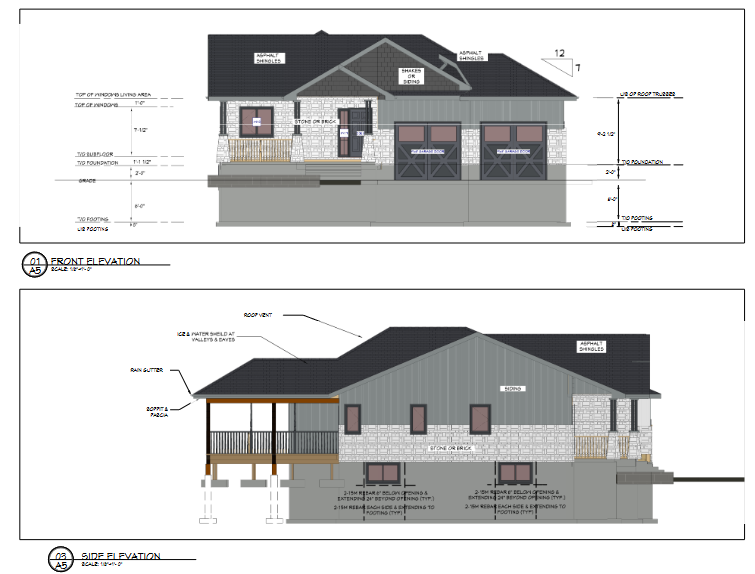 ASPHALT
SHINGLES
ASPHALT
SHINGLES
12
7
SHAKES
OR
SIDING
TOP OF WINDOWS LIVING AREA
TOP OF WINDOWS
1'-0"
STONE OR BRICK
7'-1/2"
T/O SUBFLOOR
T/O FOUNDATION
1'-1 1/2"
2'-0"
GRADE
6'-0"
T/O FOOTING
U/S FOOTING
U/S OF ROOF TRUSSES
9'-2 1/2"
T/O FOUNDATION
2'-0"
6'-0"
T/O FOOTING
U/S FOOTING
01
A5
FRONT ELEVATION
SCALE: 1/8"=1'-0"
ROOF VENT
ICE & WATER SHEILD AT
VALLEYS & EAVES
RAIN GUTTER
SOFFIT &
FASCIA
ASPHALT
SHINGLES
SIDING
STONE OR BRICK
2-15M REBAR 6" BELOW OPENING &
EXTENDING 24" BEYOND OPENING (TYP.)
2-15M REBAR EACH SIDE & EXTENDING TO
FOOTING (TYP)
2-15M REBAR 6" BELOW OPENING &
EXTENDING 24" BEYOND OPENING (TYP.)
2-15M REBAR EACH SIDE & EXTENDING TO
FOOTING (TYP)
03
A5
SIDE ELEVATION
SCALE: 1/8"=1'-0"